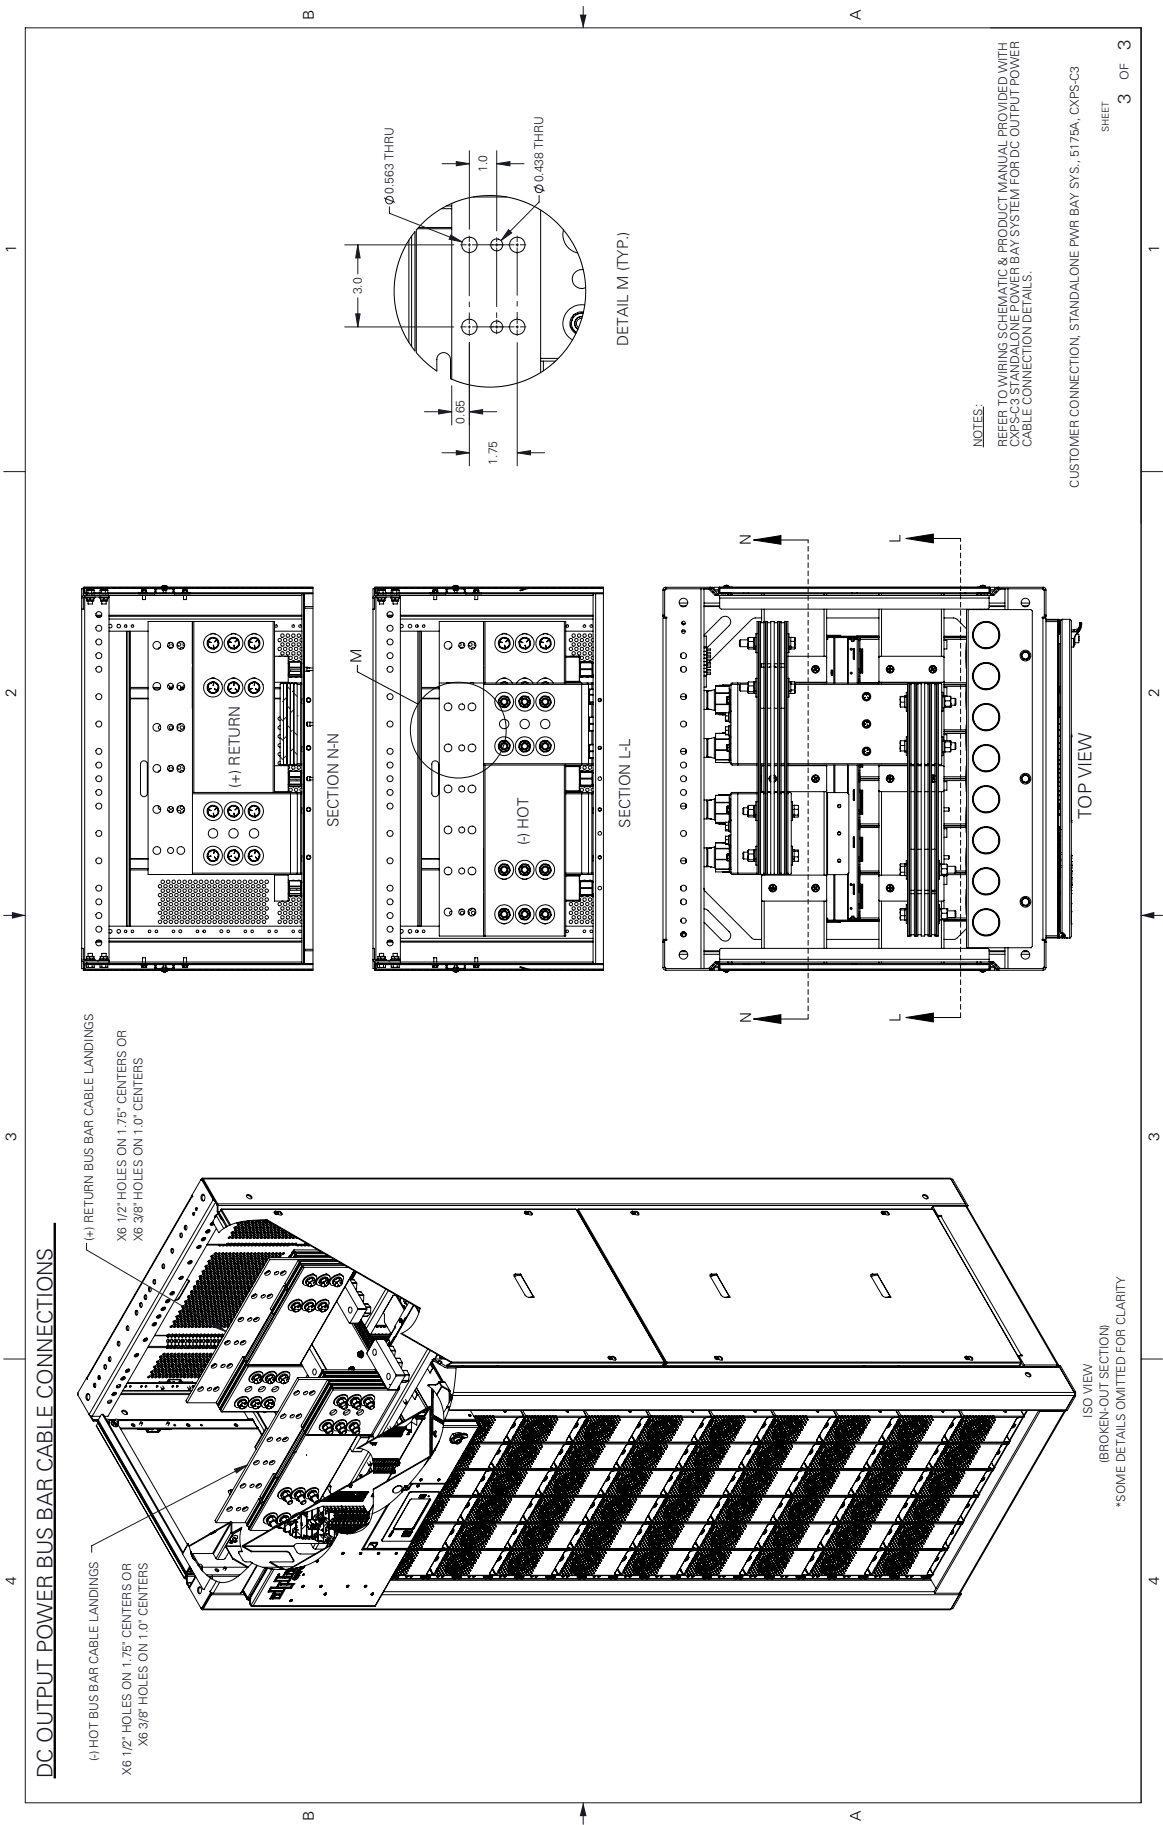 DC OUTPUT POWER BUS BAR CABLE CONNECTIONS
4
3
2
1
B
B
A
A
(-) HOT BUS BAR CABLE LANDINGS
X6 1/2" HOLES ON 1.75" CENTERS OR
X6 3/8" HOLES ON 1.0" CENTERS
(+) RETURN BUS BAR CABLE LANDINGS
X6 1/2" HOLES ON 1.75" CENTERS OR
X6 3/8" HOLES ON 1.0" CENTERS
(+) RETURN
SECTION N-N
M
(-) HOT
SECTION L-L
N
N
L
L
TOP VIEW
0.65
1.75
3.0
Ø0.563 THRU
1.0
Ø0.438 THRU
DETAIL M (TYP.)
ISO VIEW
(BROKEN-OUT SECTION)
*SOME DETAILS OMITTED FOR CLARITY
NOTES:
REFER TO WIRING SCHEMATIC & PRODUCT MANUAL PROVIDED WITH
CXPS-C3 STANDALONE POWER BAY SYSTEM FOR DC OUTPUT POWER
CABLE CONNECTION DETAILS.
CUSTOMER CONNECTION, STANDALONE PWR BAY SYS., 5175A, CXPS-C3
SHEET
3 OF 3
4
3
2
1